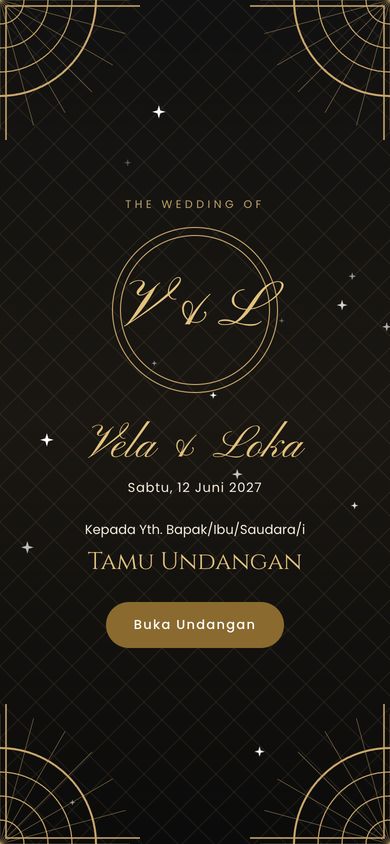 THE WEDDING OF
V & L
Vela & Loka
Sabtu, 12 Juni 2027
Kepada Yth. Bapak/Ibu/Saudara/i
Tamu Undangan
Buka Undangan